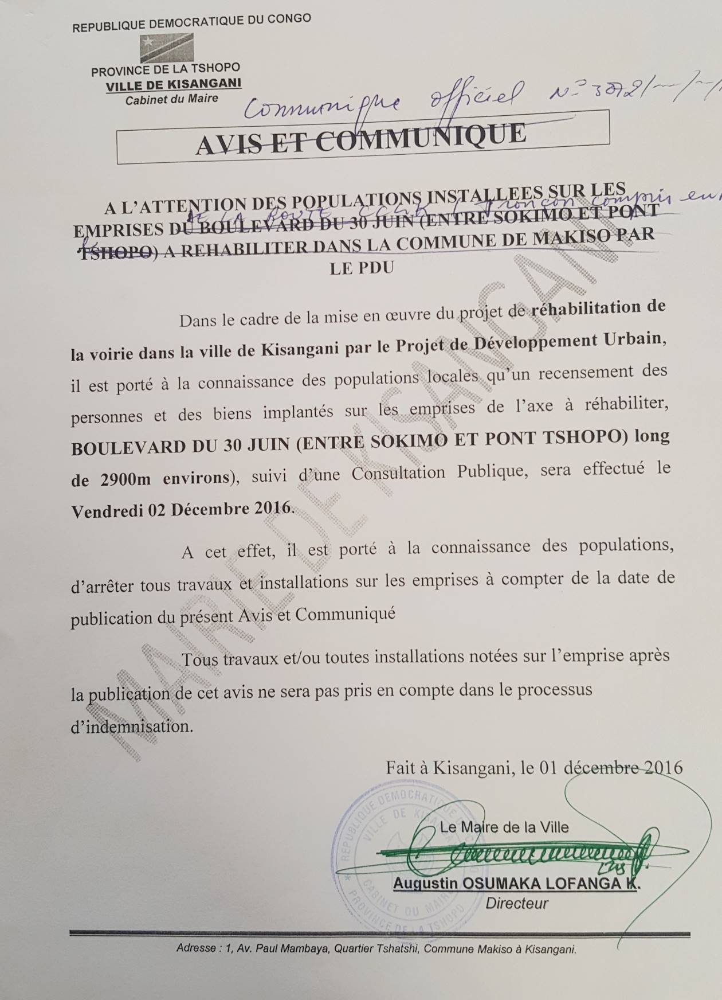 REPUBLIQUE DEMOCRATIQUE DU CONGO
PROVINCE DE LA TSHOPO
VILLE DE KISANGANI
Cabinet du Maire
Communique officiel N° 3072/
AVIS ET COMMUNIQUE
A L'ATTENTION DES POPULATIONS INSTALLEES SUR LES
DE LA ROUTE (Tronçon compris en
EMPRISES DU BOULEVARD DU 30 JUIN (ENTRE SOKIMO ET PONT
TSHOPO) A REHABILITER DANS LA COMMUNE DE MAKISO PAR
LE PDU
Dans le cadre de la mise en œuvre du projet de réhabilitation de
la voirie dans la ville de Kisangani par le Projet de Développement Urbain,
il est porté à la connaissance des populations locales qu'un recensement des
personnes et des biens implantés sur les emprises de l'axe à réhabiliter,
BOULEVARD DU 30 JUIN (ENTRE SOKIMO ET PONT TSHOPO) long
de 2900m environs), suivi d'une Consultation Publique, sera effectué le
Vendredi 02 Décembre 2016.
A cet effet, il est porté à la connaissance des populations,
d'arrêter tous travaux et installations sur les emprises à compter de la date de
publication du présent Avis et Communiqué
Tous travaux et/ou toutes installations notées sur l'emprise après
la publication de cet avis ne sera pas pris en compte dans le processus
d'indemnisation.
MAIRIE DE KISANGANI
Fait à Kisangani, le 01 décembre 2016
Le Maire de la Ville
Augustin OSUMAKA LOFANGA K.
Directeur
REPUBLIQUE DEMOCRATIQUE
VILLE DE KISANGANI
CABINET DU MAIRE
PROVINCE DE LA TSHOPO
Adresse : 1, Av. Paul Mambaya, Quartier Tshatshi, Commune Makiso à Kisangani.